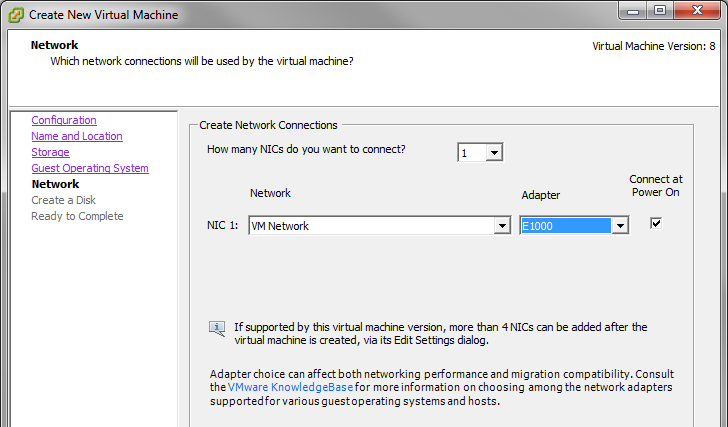 Create New Virtual Machine
Network
Which network connections will be used by the virtual machine?
Virtual Machine Version: 8
Configuration
Name and Location
Storage
Guest Operating System
Network
Create a Disk
Ready to Complete
Create Network Connections
How many NICs do you want to connect?
1
Network
Adapter
Connect at
Power On
NIC 1:
VM Network
E1000
If supported by this virtual machine version, more than 4 NICs can be added after the
virtual machine is created, via its Edit Settings dialog.
Adapter choice can affect both networking performance and migration compatibility. Consult
the VMware KnowledgeBase for more information on choosing among the network adapters
supported for various guest operating systems and hosts.